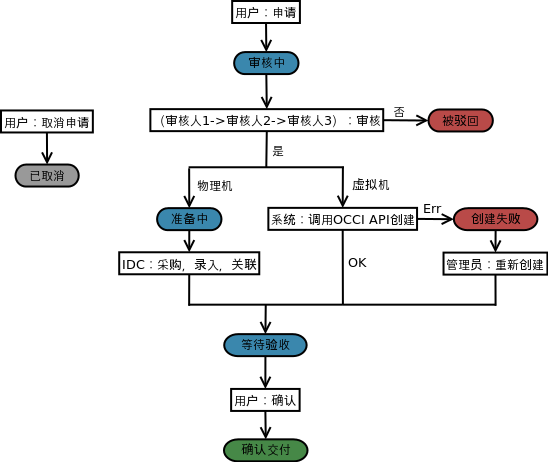 用户：申请
审核中
（审核人1->审核人2->审核人3）：审核
否
被驳回
用户：取消申请
已取消
是
物理机
虚拟机
准备中
系统：调用OCCI API创建
Err
创建失败
IDC：采购，录入，关联
OK
管理员：重新创建
等待验收
用户：确认
确认交付